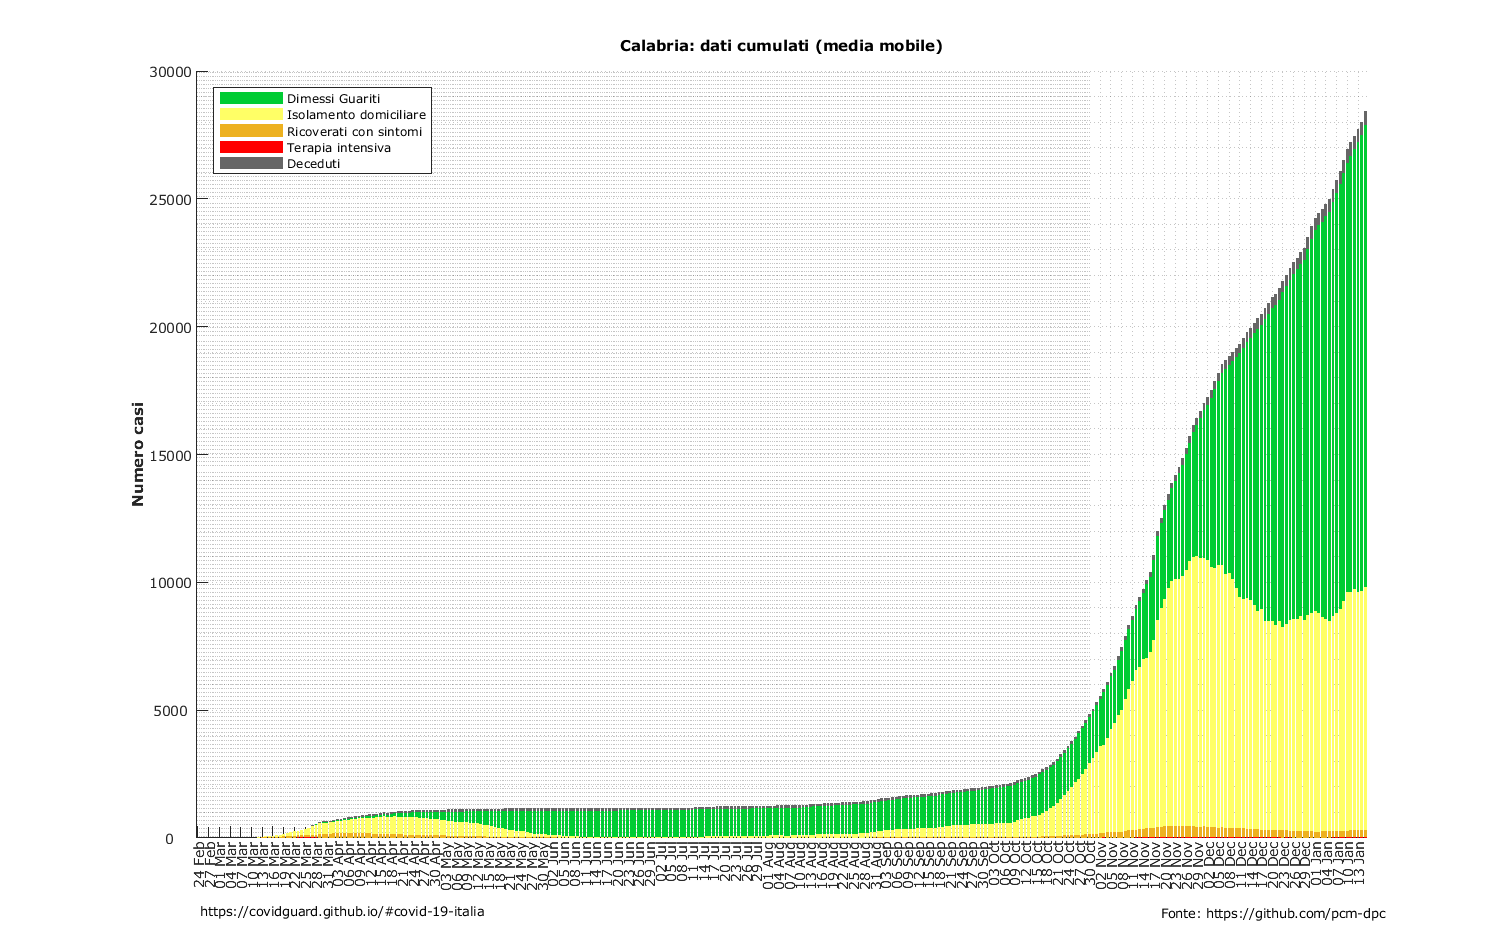 Calabria: dati cumulati (media mobile)
30000
25000
20000
15000
10000
5000
0
Numero casi
Dimessi Guariti
Isolamento domiciliare
Ricoverati con sintomi
Terapia intensiva
Deceduti
24 Feb
27 Feb
01 Mar
04 Mar
07 Mar
10 Mar
13 Mar
16 Mar
19 Mar
22 Mar
25 Mar
28 Mar
31 Mar
03 Apr
06 Apr
09 Apr
12 Apr
15 Apr
18 Apr
21 Apr
24 Apr
27 Apr
30 Apr
03 May
06 May
09 May
12 May
15 May
18 May
21 May
24 May
27 May
30 May
02 Jun
05 Jun
08 Jun
11 Jun
14 Jun
17 Jun
20 Jun
23 Jun
26 Jun
29 Jun
02 Jul
05 Jul
08 Jul
11 Jul
14 Jul
17 Jul
20 Jul
23 Jul
26 Jul
29 Jul
01 Aug
04 Aug
07 Aug
10 Aug
13 Aug
16 Aug
19 Aug
22 Aug
25 Aug
28 Aug
31 Aug
03 Sep
06 Sep
09 Sep
12 Sep
15 Sep
18 Sep
21 Sep
24 Sep
27 Sep
30 Sep
03 Oct
06 Oct
09 Oct
12 Oct
15 Oct
18 Oct
21 Oct
24 Oct
27 Oct
30 Oct
02 Nov
05 Nov
08 Nov
11 Nov
14 Nov
17 Nov
20 Nov
23 Nov
26 Nov
29 Nov
02 Dec
05 Dec
08 Dec
11 Dec
14 Dec
17 Dec
20 Dec
23 Dec
26 Dec
29 Dec
01 Jan
04 Jan
07 Jan
10 Jan
13 Jan
https://covidguard.github.io/#covid-19-italia
Fonte: https://github.com/pcm-dpc